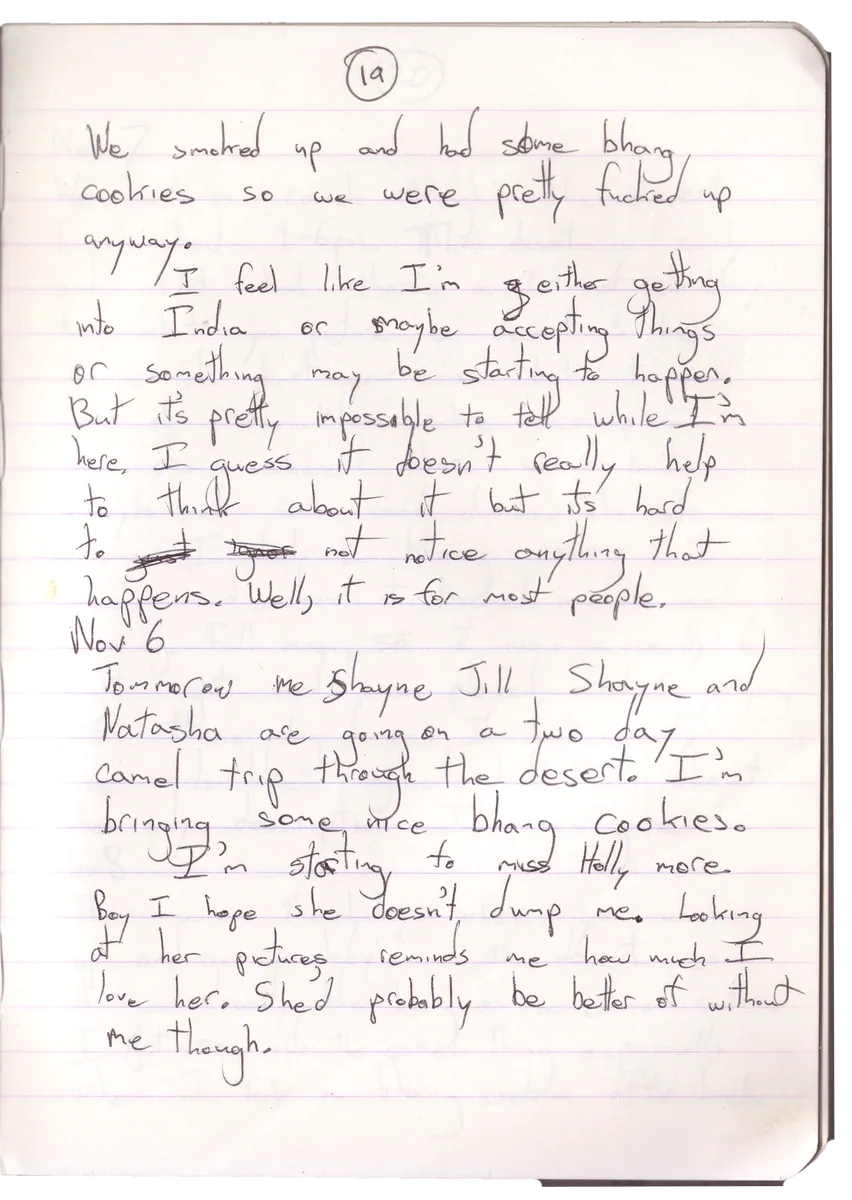 19
We smoked up and had some bhang
cookies so we were pretty fucked up
anyway.
I feel like I'm either getting
into India or maybe accepting things
or something may be starting to happen.
But it's pretty impossible to tell while I'm
here, I guess it doesn't really help
to think about it but its hard
to just ignor not notice anything that
happens. Well, it is for most people.
Nov 6
Tommorow me Shayne Jill Shayne and
Natasha are going on a two day
camel trip through the desert. I'm
bringing some nice bhang cookies.
I'm starting to miss Holly more.
Boy I hope she doesn't dump me. Looking
at her pictures reminds me how much I
love her. She'd probably be better of without
me though.